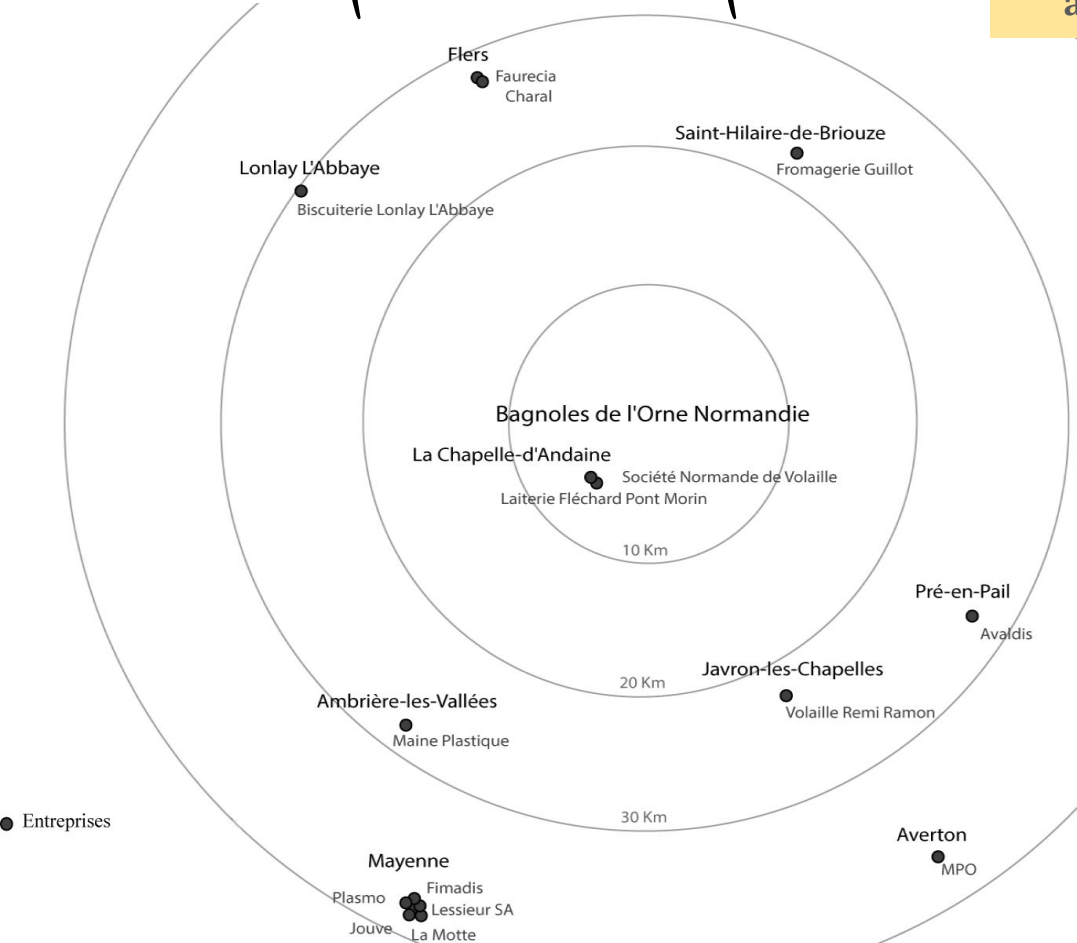 Flers
Faurecia
Charal
Saint-Hilaire-de-Briouze
Fromagerie Guillot
Lonlay L'Abbaye
Biscuiterie Lonlay L'Abbaye
Bagnoles de l'Orne Normandie
La Chapelle-d'Andaine
Société Normande de Volaille
Laiterie Fléchard Pont Morin
10 Km
Pré-en-Pail
Avaldis
Javron-les-Chapelles
20 Km
Volaille Remi Ramon
Ambrière-les-Vallées
Maine Plastique
30 Km
Entreprises
Averton
MPO
Mayenne
Fimadis
Plasmo
Lessieur SA
Jouve
La Motte